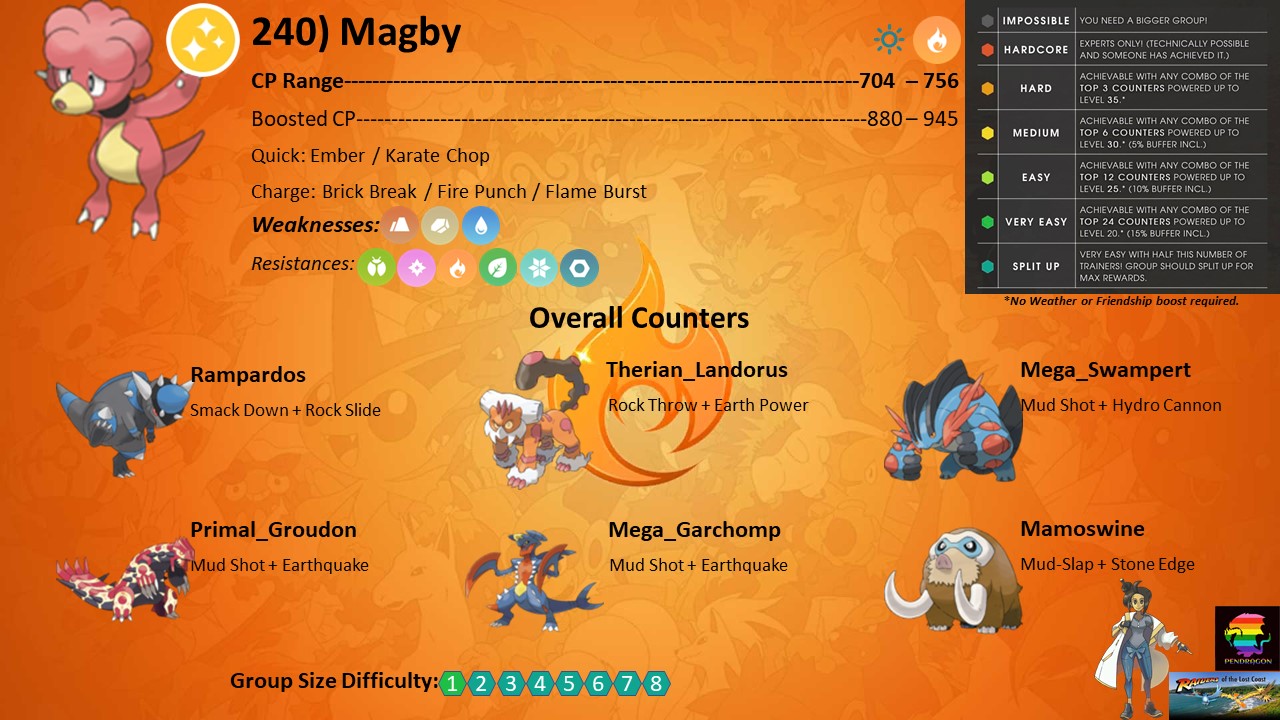 240) Magby
CP Range---------------------------------------------------------------------------704 – 756
Boosted CP--------------------------------------------------------------------------880 – 945
Quick: Ember / Karate Chop
Charge: Brick Break / Fire Punch / Flame Burst
Weaknesses:
Resistances:
IMPOSSIBLE YOU NEED A BIGGER GROUP!
HARDCORE EXPERTS ONLY! (TECHNICALLY POSSIBLE
AND SOMEONE HAS ACHIEVED IT.)
HARD ACHIEVABLE WITH ANY COMBO OF THE
TOP 3 COUNTERS POWERED UP TO
LEVEL 35.*
MEDIUM ACHIEVABLE WITH ANY COMBO OF THE
TOP 6 COUNTERS POWERED UP TO
LEVEL 30.* (5% BUFFER INCL.)
EASY ACHIEVABLE WITH ANY COMBO OF THE
TOP 12 COUNTERS POWERED UP TO
LEVEL 25.* (10% BUFFER INCL.)
VERY EASY ACHIEVABLE WITH ANY COMBO OF THE
TOP 24 COUNTERS POWERED UP TO
LEVEL 20.* (15% BUFFER INCL.)
SPLIT UP VERY EASY WITH HALF THIS NUMBER OF
TRAINERS! GROUP SHOULD SPLIT UP FOR
MAX REWARDS.
*No Weather or Friendship boost required.
Overall Counters
Rampardos
Smack Down + Rock Slide
Therian_Landorus
Rock Throw + Earth Power
Mega_Swampert
Mud Shot + Hydro Cannon
Primal_Groudon
Mud Shot + Earthquake
Mega_Garchomp
Mud Shot + Earthquake
Mamoswine
Mud-Slap + Stone Edge
Group Size Difficulty: 1 2 3 4 5 6 7 8
PENDRAGON
RAIDERS of the Lost Coast